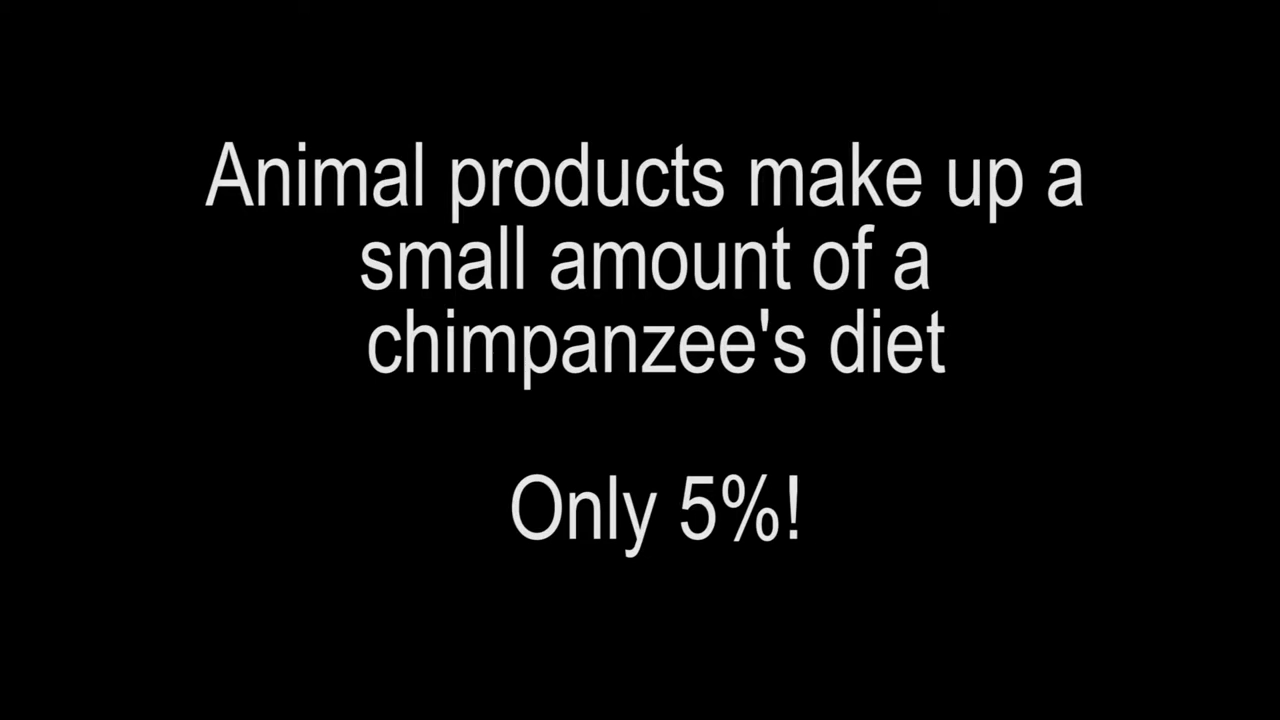 Animal products make up a
small amount of a
chimpanzee's diet
Only 5%!